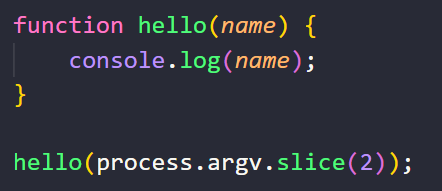 function hello(name) {
    console.log(name);
}

hello(process.argv.slice(2));